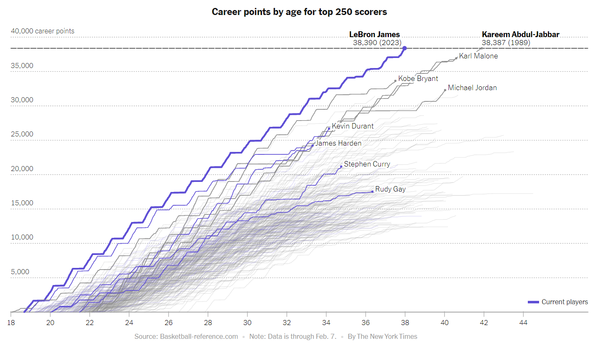 Career points by age for top 250 scorers
40,000 career points
LeBron James
38,390 (2023)
Kareem Abdul-Jabbar
38,387 (1989)
Karl Malone
35,000
Kobe Bryant
Michael Jordan
30,000
Kevin Durant
25,000
James Harden
20,000
Stephen Curry
Rudy Gay
15,000
10,000
5,000
Current players
18 20 22 24 26 28 30 32 34 36 38 40 42 44
Source: Basketball-reference.com • Note: Data is through Feb. 7. • By The New York Times